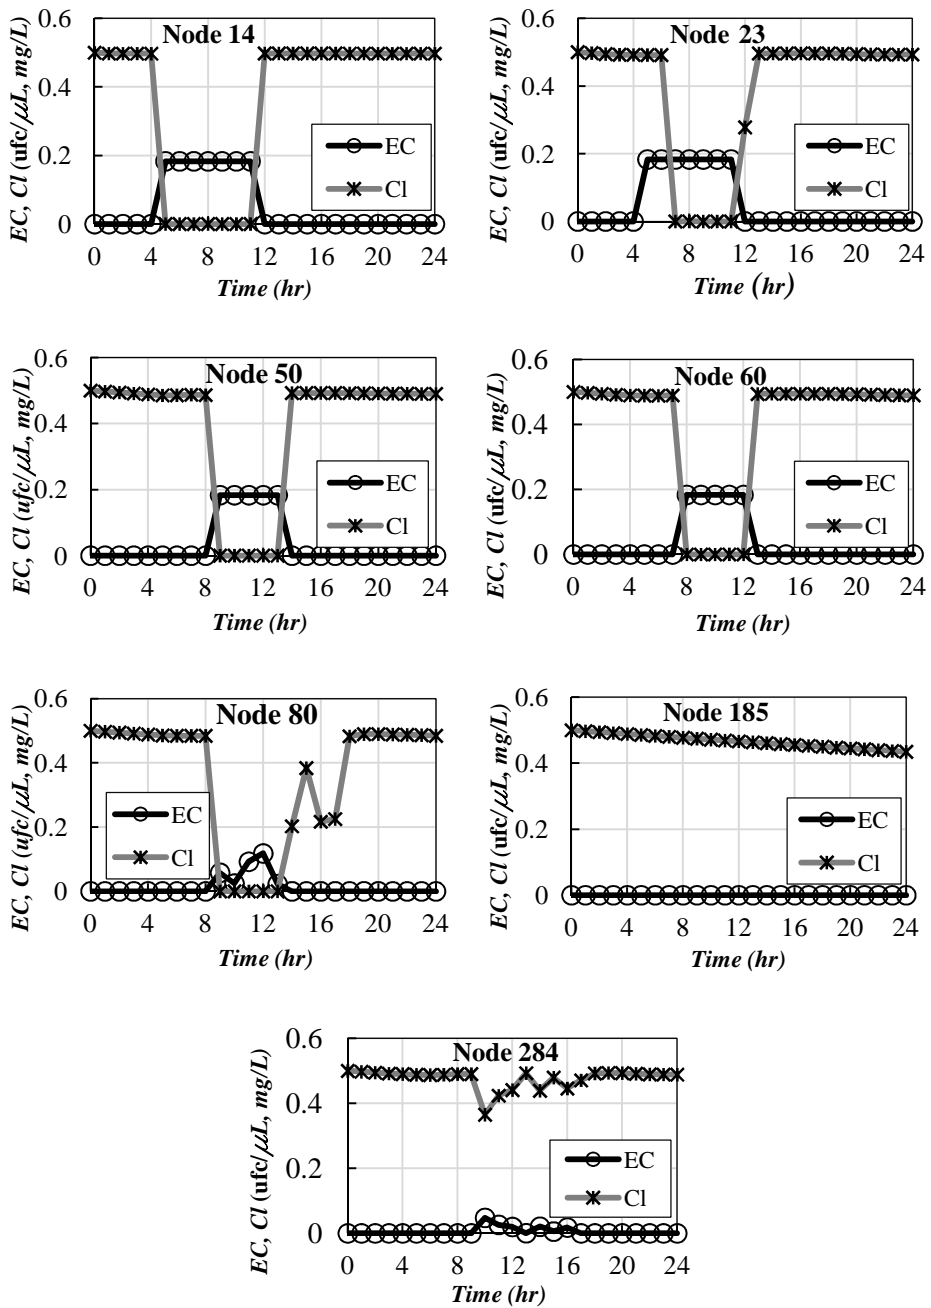 Node 14
EC, Cl (ufc/μL, mg/L)
0.6
0.4
0.2
0
EC
Cl
0 4 8 12 16 20 24
Time (hr)
Node 23
EC, Cl (ufc/μL, mg/L)
0.6
0.4
0.2
0
EC
Cl
0 4 8 12 16 20 24
Time (hr)
Node 50
EC, Cl (ufc/μL, mg/L)
0.6
0.4
0.2
0
EC
Cl
0 4 8 12 16 20 24
Time (hr)
Node 60
EC, Cl (ufc/μL, mg/L)
0.6
0.4
0.2
0
EC
Cl
0 4 8 12 16 20 24
Time (hr)
Node 80
EC, Cl (ufc/μL, mg/L)
0.6
0.4
0.2
0
EC
Cl
0 4 8 12 16 20 24
Time (hr)
Node 185
EC, Cl (ufc/μL, mg/L)
0.6
0.4
0.2
0
EC
Cl
0 4 8 12 16 20 24
Time (hr)
Node 284
EC, Cl (ufc/μL, mg/L)
0.6
0.4
0.2
0
EC
Cl
0 4 8 12 16 20 24
Time (hr)